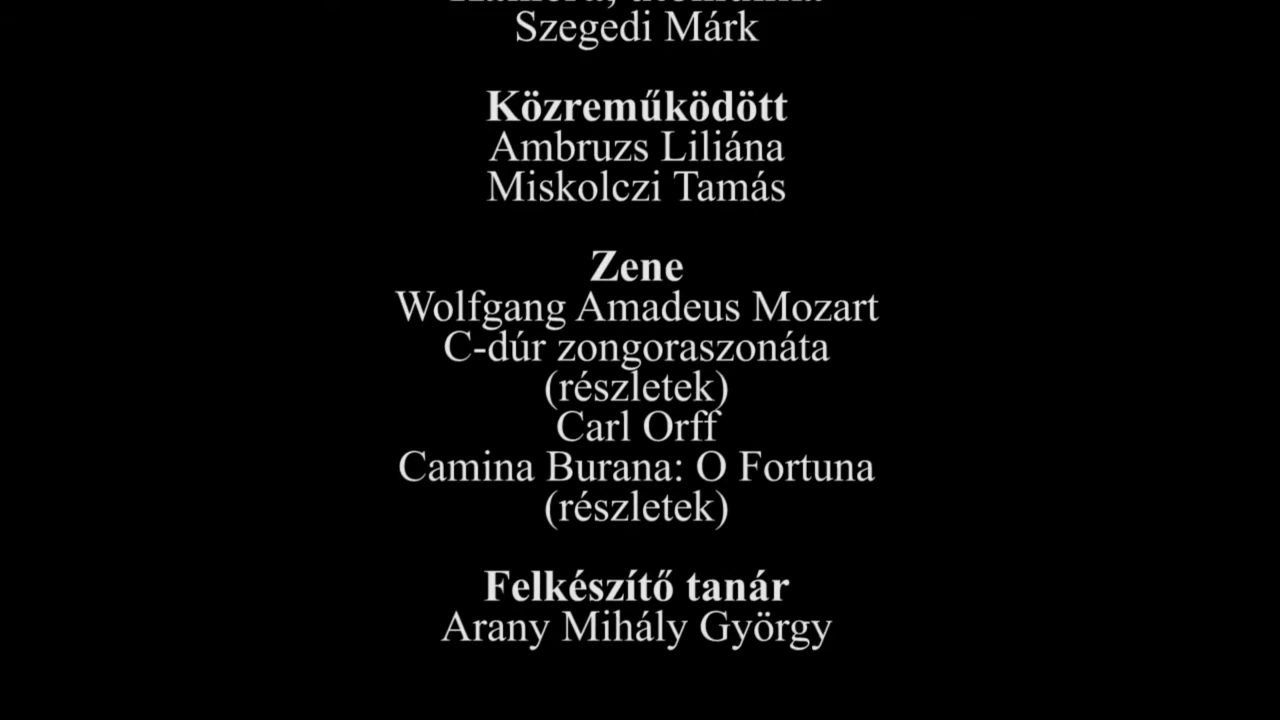 Szegedi Márk
Közreműködött
Ambruzs Liliána
Miskolczi Tamás
Zene
Wolfgang Amadeus Mozart
C-dúr zongoraszonáta
(részletek)
Carl Orff
Camina Burana: O Fortuna
(részletek)
Felkészítő tanár
Arany Mihály György